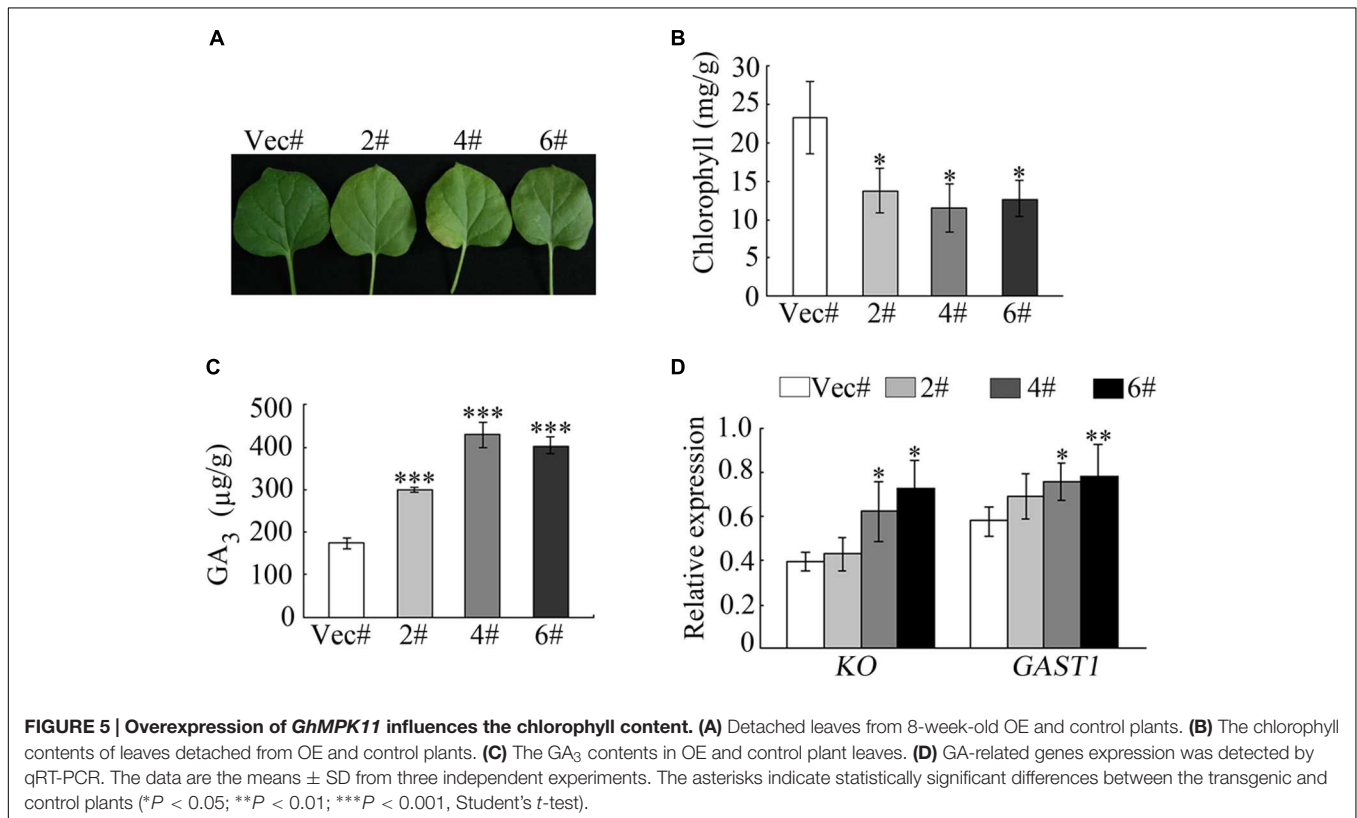 A
Vec# 2# 4# 6#
B
Chlorophyll (mg/g)
30
25
20
15
10
5
0
* * *
Vec# 2# 4# 6#
C
GA3 (µg/g)
500
400
300
200
100
0
*** *** ***
Vec# 2# 4# 6#
D
Vec# 2# 4# 6#
Relative expression
1.0
0.8
0.6
0.4
0.2
0
* * * **
KO GAST1
FIGURE 5 | Overexpression of GhMPK11 influences the chlorophyll content. (A) Detached leaves from 8-week-old OE and control plants. (B) The chlorophyll
contents of leaves detached from OE and control plants. (C) The GA3 contents in OE and control plant leaves. (D) GA-related genes expression was detected by
qRT-PCR. The data are the means ± SD from three independent experiments. The asterisks indicate statistically significant differences between the transgenic and
control plants (*P < 0.05; **P < 0.01; ***P < 0.001, Student's t-test).